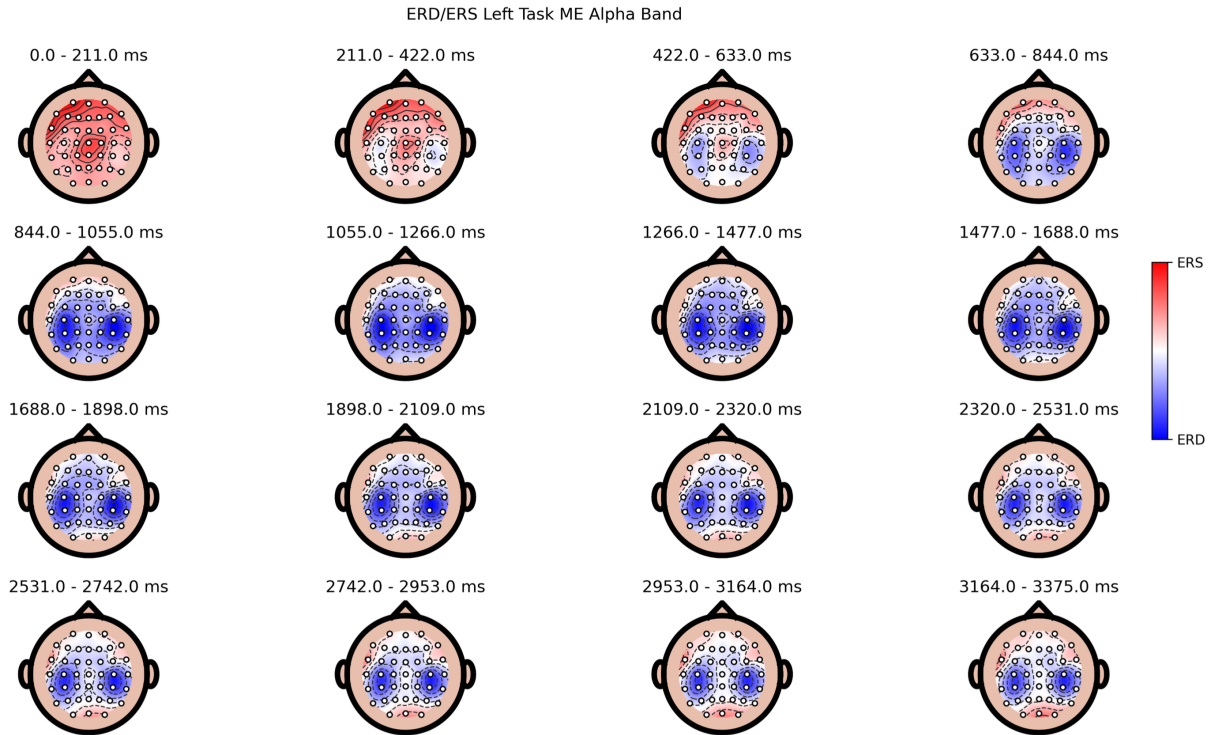 ERD/ERS Left Task ME Alpha Band
0.0 - 211.0 ms
211.0 - 422.0 ms
422.0 - 633.0 ms
633.0 - 844.0 ms
844.0 - 1055.0 ms
1055.0 - 1266.0 ms
1266.0 - 1477.0 ms
1477.0 - 1688.0 ms
ERS
1688.0 - 1898.0 ms
1898.0 - 2109.0 ms
2109.0 - 2320.0 ms
2320.0 - 2531.0 ms
ERD
2531.0 - 2742.0 ms
2742.0 - 2953.0 ms
2953.0 - 3164.0 ms
3164.0 - 3375.0 ms